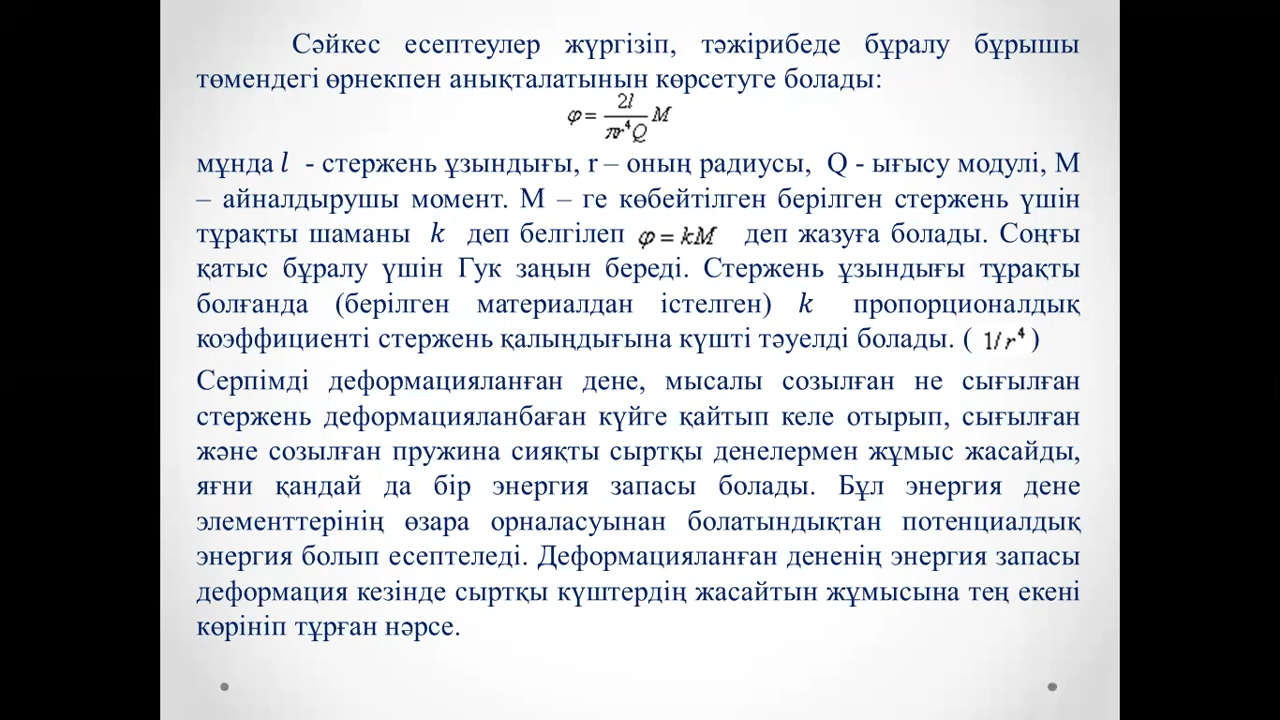 Сәйкес есептеулер жүргізіп, тәжірибеде бұралу бұрышы
төмендегі өрнекпен анықталатынын көрсетуге болады:
φ = 2l / πr⁴Q M
мұнда l - стержень ұзындығы, r – оның радиусы, Q - ығысу модулі, М
– айналдырушы момент. М – ге көбейтілген берілген стержень үшін
тұрақты шаманы k деп белгілеп φ = kM деп жазуға болады. Соңғы
қатыс бұралу үшін Гук заңын береді. Стержень ұзындығы тұрақты
болғанда (берілген материалдан істелген) k пропорционалдық
коэффициенті стержень қалыңдығына күшті тәуелді болады. ( 1/r⁴ )
Серпімді деформацияланған дене, мысалы созылған не сығылған
стержень деформацияланбаған күйге қайтып келе отырып, сығылған
және созылған пружина сияқты сыртқы денелермен жұмыс жасайды,
яғни қандай да бір энергия запасы болады. Бұл энергия дене
элементтерінің өзара орналасуынан болатындықтан потенциалдық
энергия болып есептеледі. Деформацияланған дененің энергия запасы
деформация кезінде сыртқы күштердің жасайтын жұмысына тең екені
көрініп тұрған нәрсе.